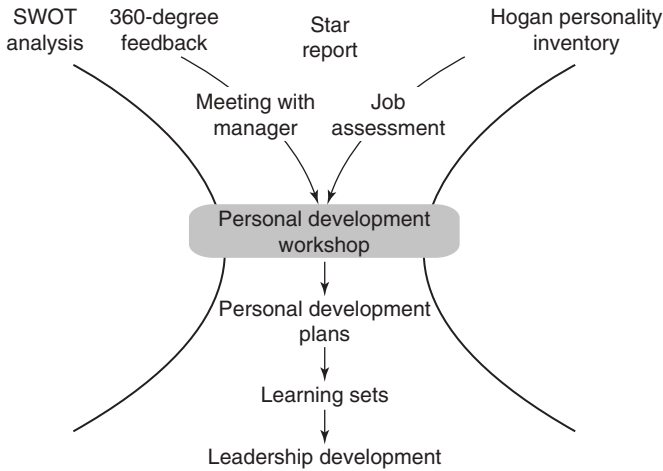 SWOT
analysis
360-degree
feedback
Star
report
Hogan personality
inventory
Meeting with
manager
Job
assessment
Personal development
workshop
Personal development
plans
Learning sets
Leadership development